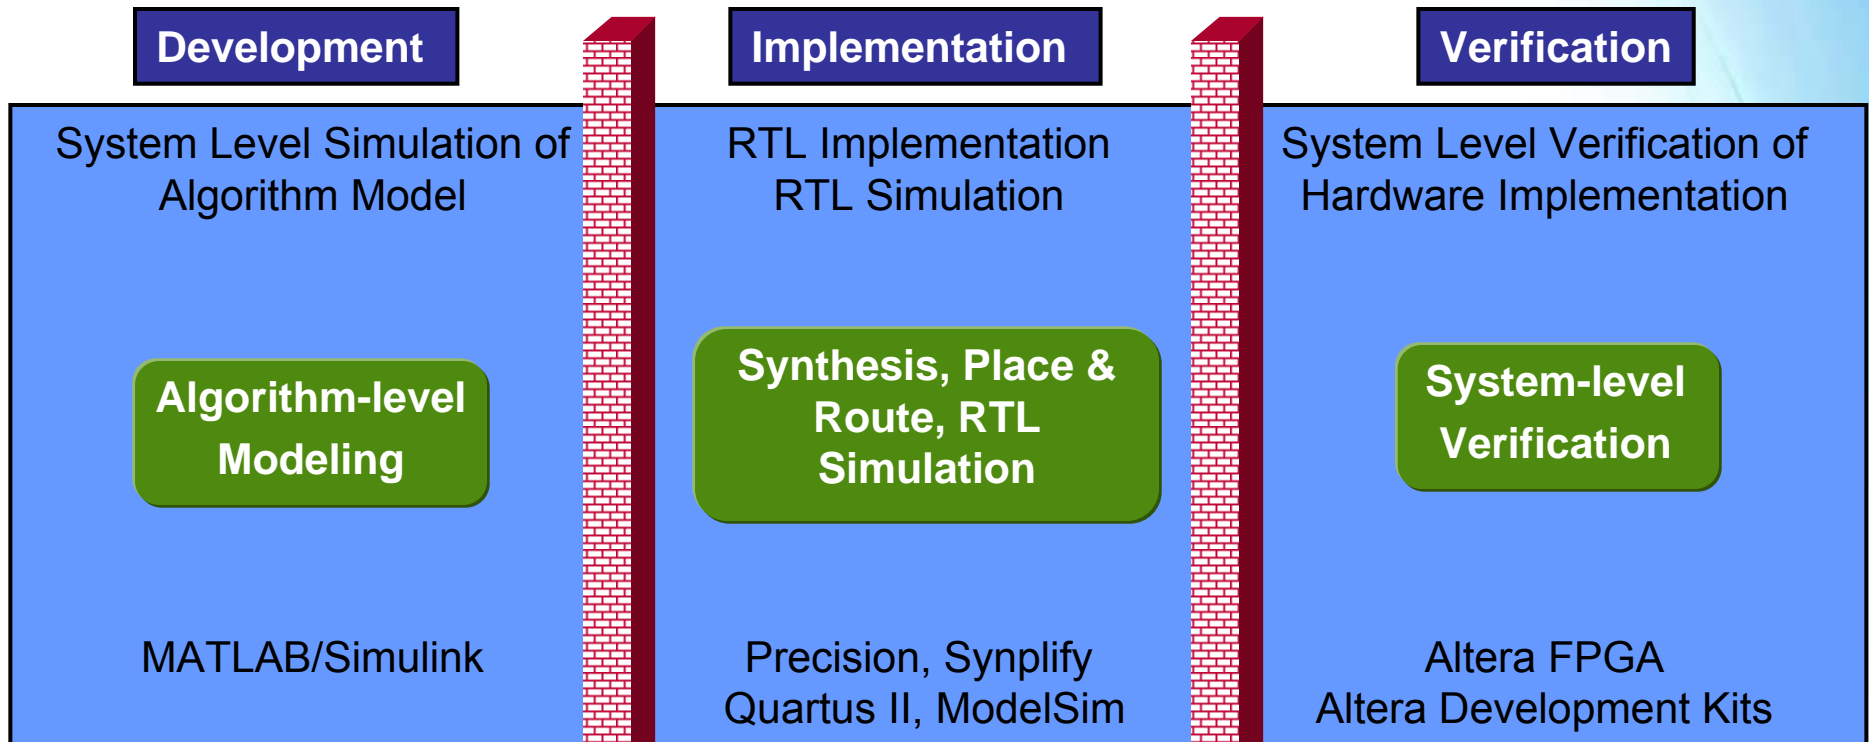 Development
System Level Simulation of
Algorithm Model
Algorithm-level
Modeling
MATLAB/Simulink
Implementation
RTL Implementation
RTL Simulation
Synthesis, Place &
Route, RTL
Simulation
Precision, Synplify
Quartus II, ModelSim
Verification
System Level Verification of
Hardware Implementation
System-level
Verification
Altera FPGA
Altera Development Kits